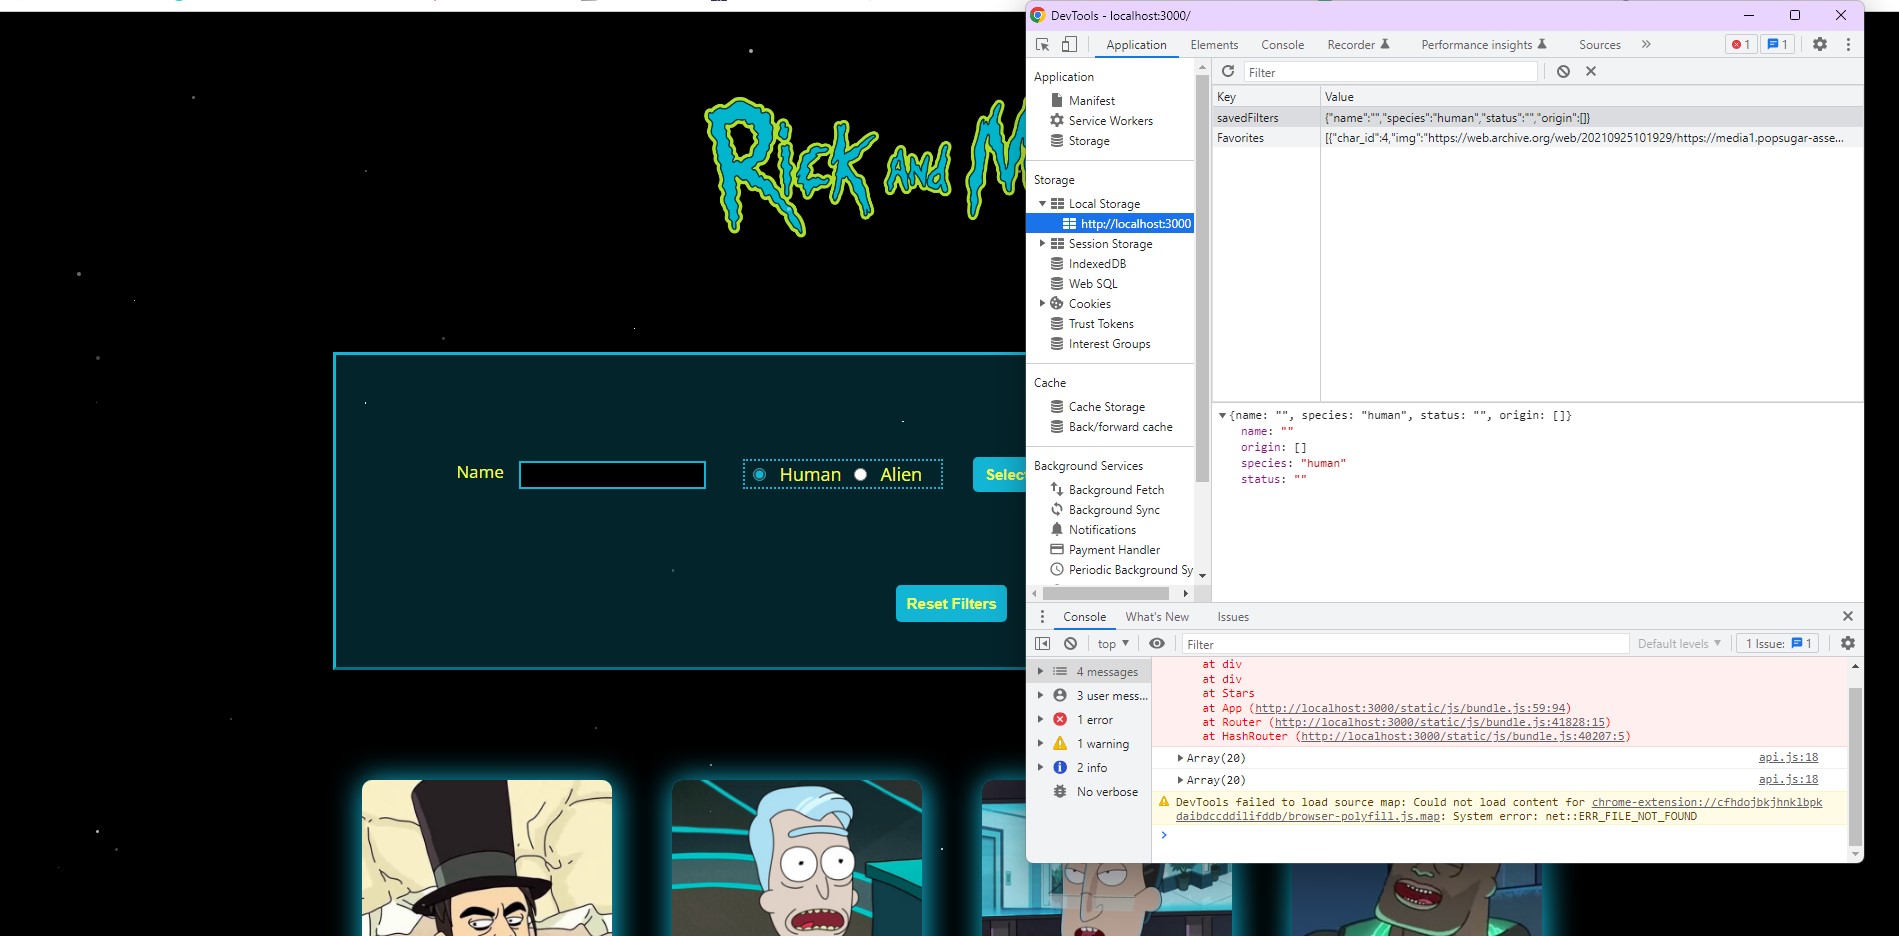 DevTools - localhost:3000/
Application Elements Console Recorder Performance insights Sources » 1 1
Application
Manifest
Service Workers
Storage
Storage
Local Storage
http://localhost:3000
Session Storage
IndexedDB
Web SQL
Cookies
Trust Tokens
Interest Groups
Cache
Cache Storage
Back/forward cache
Background Services
Background Fetch
Background Sync
Notifications
Payment Handler
Periodic Background Sy
Filter
Key Value
savedFilters {"name":"","species":"human","status":"","origin":[]}
Favorites [{"char_id":4,"img":"https://web.archive.org/web/20210925101929/https://media1.popsugar-asse...
{name: "", species: "human", status: "", origin: []}
name: ""
origin: []
species: "human"
status: ""
Console What's New Issues
top Filter Default levels 1 Issue: 1
4 messages
3 user mess...
1 error
1 warning
2 info
No verbose
at div
at div
at Stars
at App (http://localhost:3000/static/js/bundle.js:59:94)
at Router (http://localhost:3000/static/js/bundle.js:41828:15)
at HashRouter (http://localhost:3000/static/js/bundle.js:40207:5)
Array(20) api.js:18
Array(20) api.js:18
DevTools failed to load source map: Could not load content for chrome-extension://cfhdojbkjhnklbpk
daibdccddilifddb/browser-polyfill.js.map: System error: net::ERR_FILE_NOT_FOUND
Rick AND M
Name Human Alien Select
Reset Filters